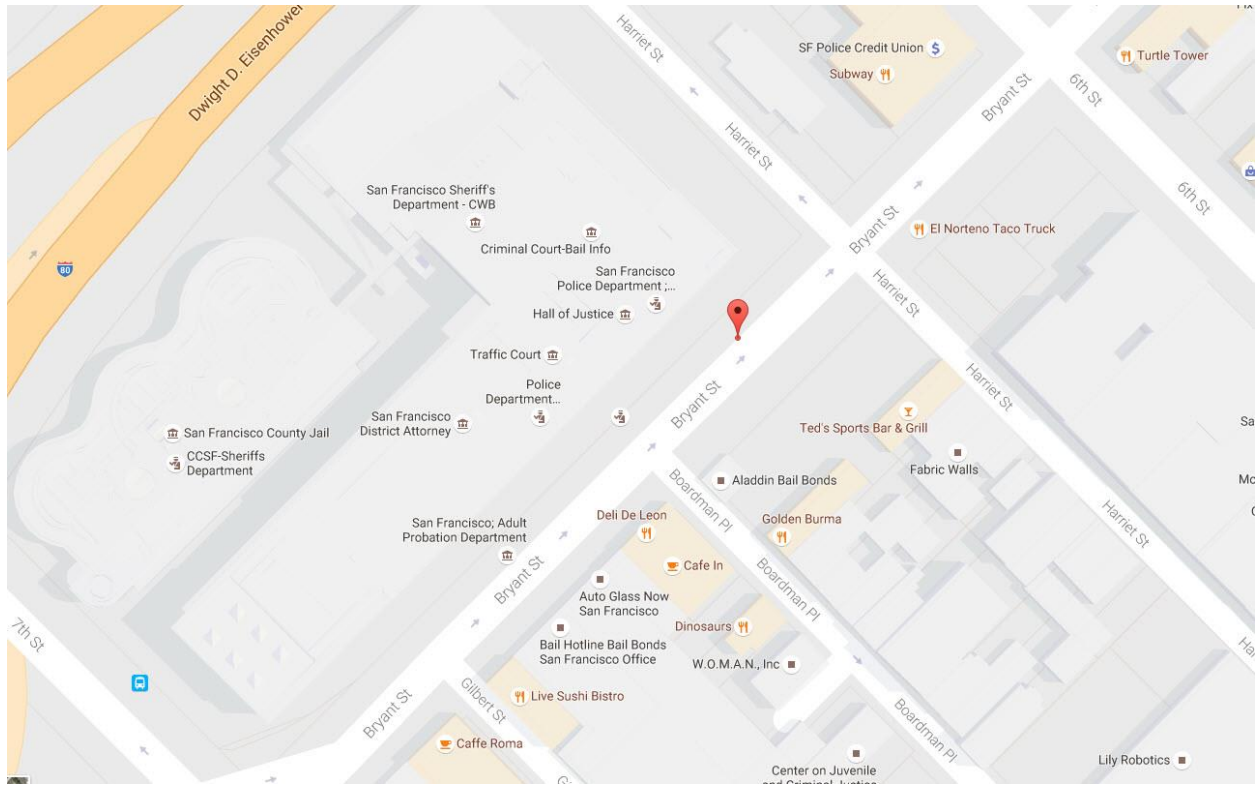 Dwight D. Eisenhower
Harriet St
SF Police Credit Union
$
Subway
Turtle Tower
Bryant St
6th St
Harriet St
6th St
San Francisco Sheriff's
Department - CWB
Criminal Court-Bail Info
Bryant St
El Norteno Taco Truck
80
San Francisco
Police Department ;...
Hall of Justice
Harriet St
Traffic Court
Police
Department...
Harriet St
Bryant St
San Francisco
District Attorney
Ted's Sports Bar & Grill
San Francisco County Jail
CCSF-Sheriffs
Department
Fabric Walls
Sa
Mc
Aladdin Bail Bonds
Boardman Pl
Deli De Leon
Golden Burma
Harriet St
San Francisco; Adult
Probation Department
Cafe In
Bryant St
Boardman Pl
Auto Glass Now
San Francisco
Dinosaurs
7th St
Bail Hotline Bail Bonds
San Francisco Office
W.O.M.A.N., Inc
Ha
Gilbert St
Live Sushi Bistro
Bryant St
Boardman Pl
Caffe Roma
Center on Juvenile
and Criminal Justice
Lily Robotics